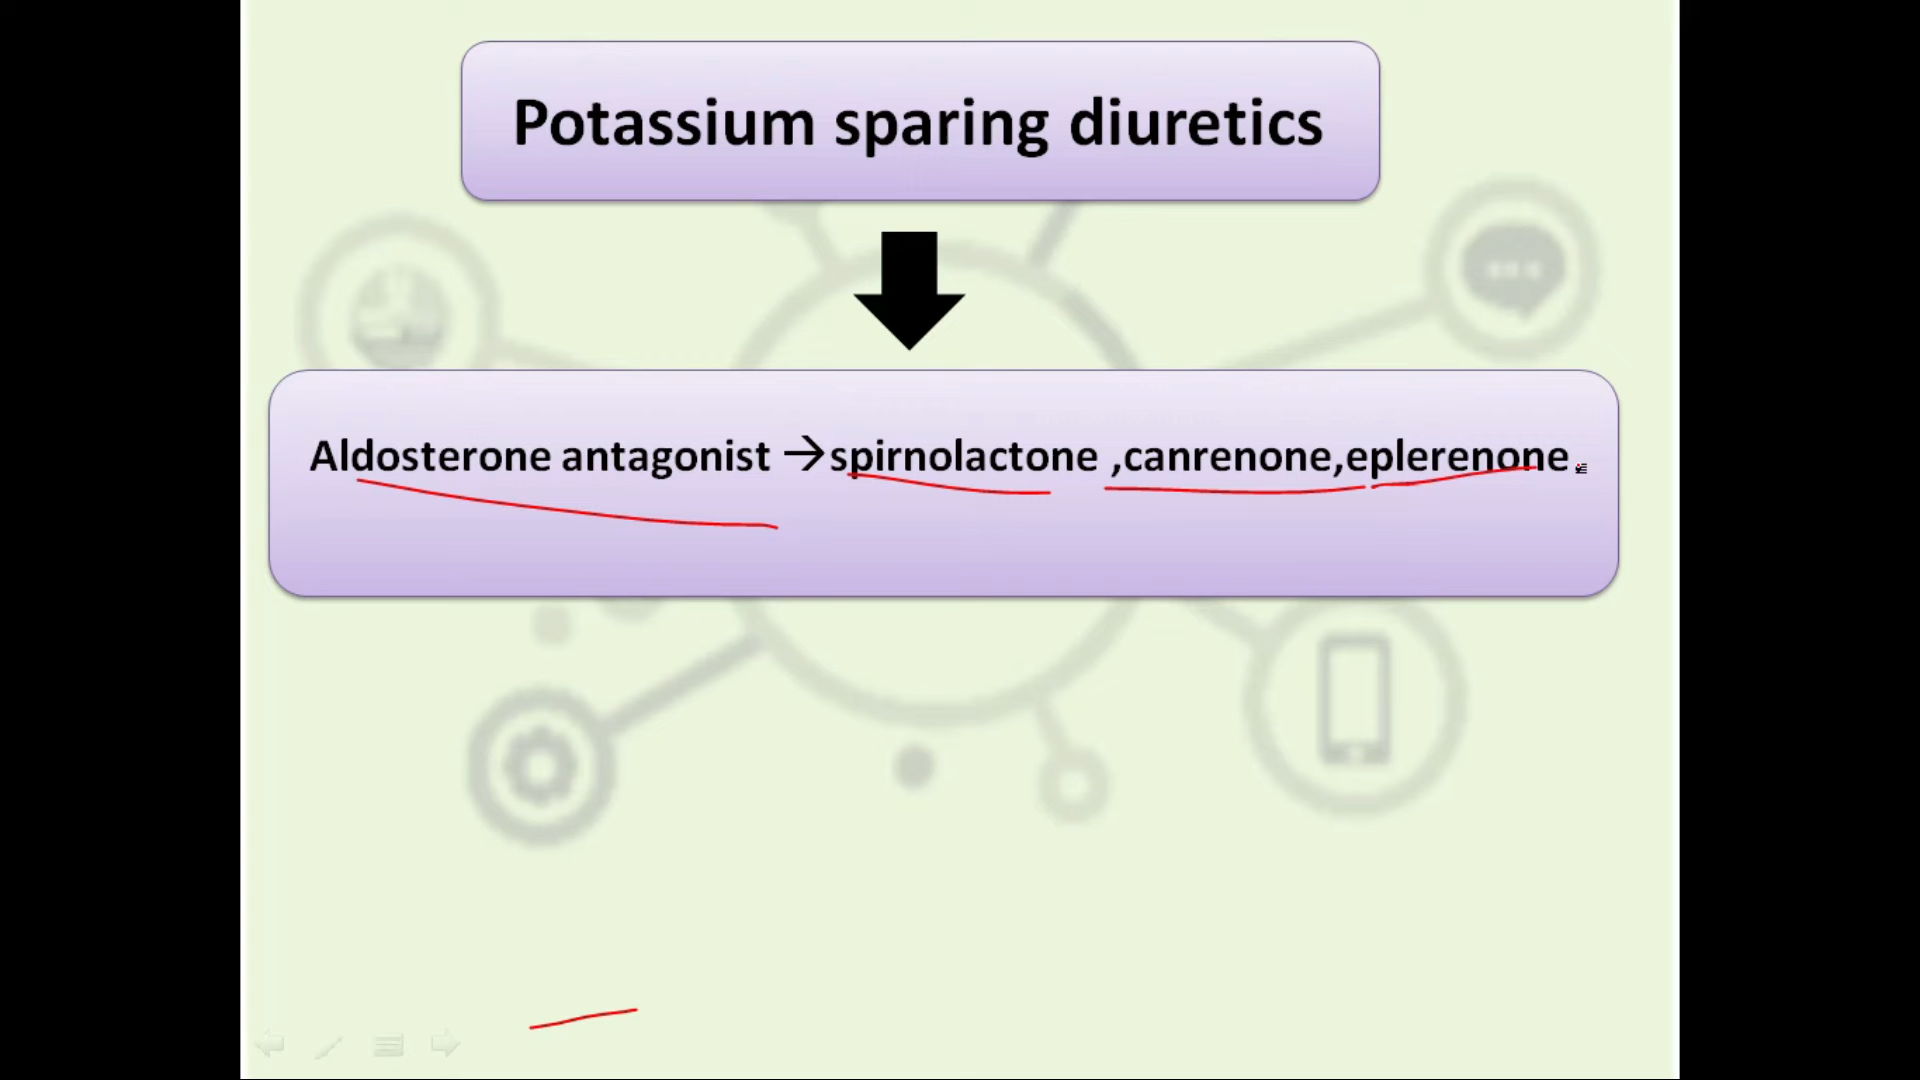 Potassium sparing diuretics
Aldosterone antagonist →spirnolactone ,canrenone,eplerenone.